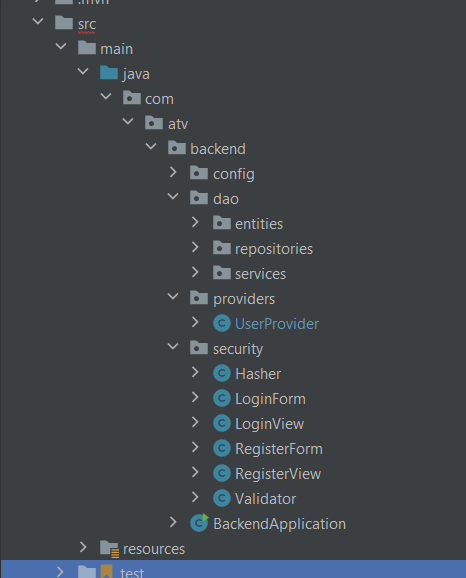 .mvn
src
main
java
com
atv
backend
config
dao
entities
repositories
services
providers
UserProvider
security
Hasher
LoginForm
LoginView
RegisterForm
RegisterView
Validator
BackendApplication
resources
test